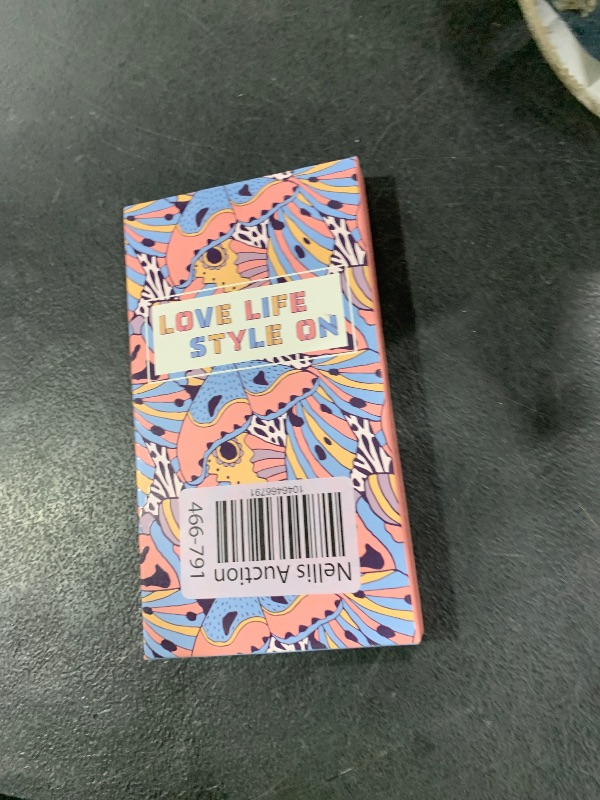 LOVE LIFE
STYLE ON
Nellis Auction
1046466791
466-791